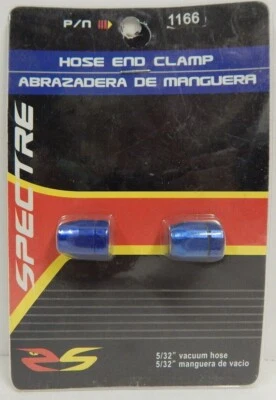 P/N 1166
HOSE END CLAMP
ABRAZADERA DE MANGUERA
SPECTRE
5/32" vacuum hose
5/32" manguera de vacio